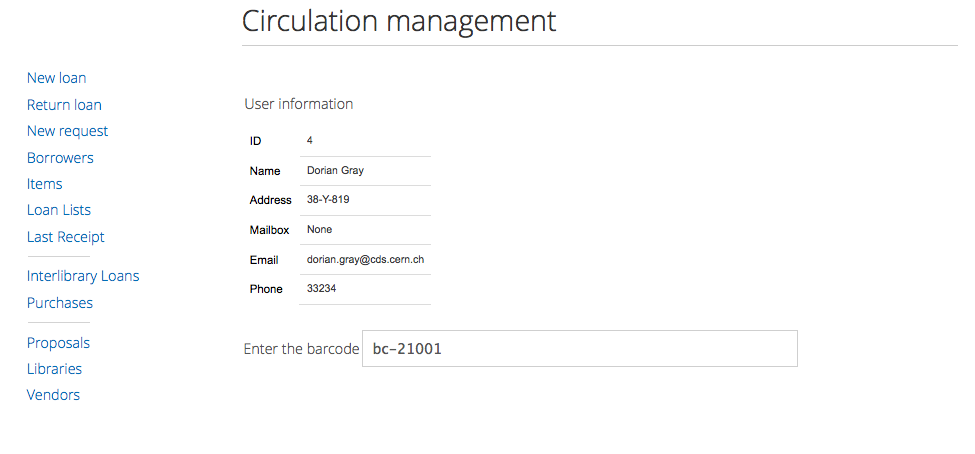 Circulation management
New loan
Return loan
New request
Borrowers
Items
Loan Lists
Last Receipt
Interlibrary Loans
Purchases
Proposals
Libraries
Vendors
User information
ID 4
Name Dorian Gray
Address 38-Y-819
Mailbox None
Email dorian.gray@cds.cern.ch
Phone 33234
Enter the barcode bc-21001